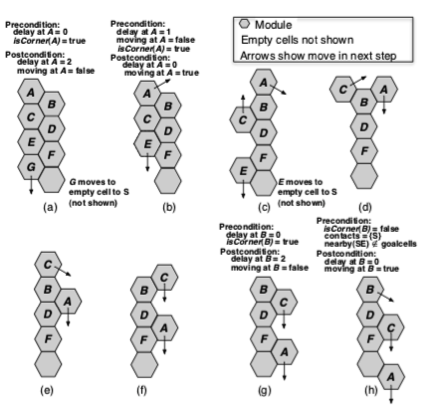 Precondition:
delay at A = 0
isCorner(A) = true
Postcondition:
delay at A = 2
moving at A = false
A
B
C
D
E
F
G
G moves to
empty cell to S
(not shown)
(a)
Precondition:
delay at A = 1
moving at A = false
isCorner(A) = true
Postcondition:
delay at A = 0
moving at A = true
A
B
C
D
E
F
(b)
Module
Empty cells not shown
Arrows show move in next step
A
B
C
D
F
E
E moves to
empty cell to S
(not shown)
(c)
C
A
B
D
F
(d)
C
B
A
D
F
(e)
C
B
D
A
F
(f)
Precondition:
delay at B = 0
isCorner(B) = true
Postcondition:
delay at B = 2
moving at B = false
B
C
D
F
A
(g)
Precondition:
isCorner(B) = false
contacts = {S}
nearby(SE) ∉ goalcells
Postcondition:
delay at B = 0
moving at B = true
B
D
C
F
A
(h)